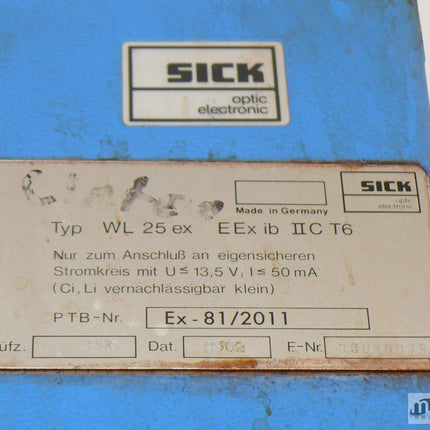 SICK
optic
electronic
Made in Germany
SICK
optic
electronic
Typ WL 25 ex EEx ib IIC T6
Nur zum Anschluß an eigensicheren
Stromkreis mit U ≤ 13,5 V; I ≤ 50 mA
(Ci, Li vernachlässigbar klein)
PTB-Nr. Ex-81/2011
üfz. Dat. F-Nr.